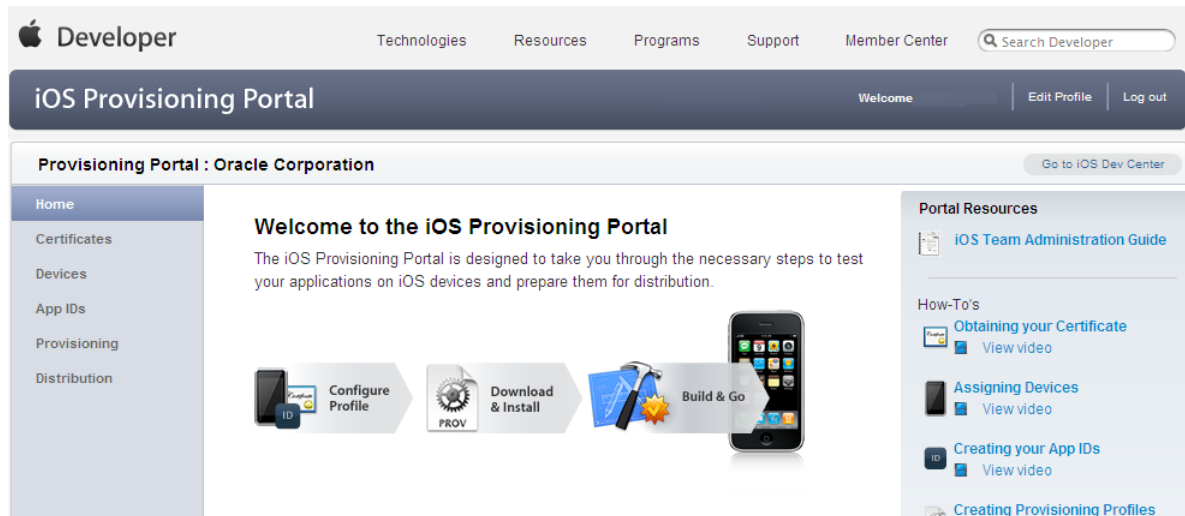 Developer
Technologies Resources Programs Support Member Center Search Developer
iOS Provisioning Portal
Welcome Edit Profile Log out
Provisioning Portal : Oracle Corporation
Go to iOS Dev Center
Home
Certificates
Devices
App IDs
Provisioning
Distribution
Welcome to the iOS Provisioning Portal
The iOS Provisioning Portal is designed to take you through the necessary steps to test
your applications on iOS devices and prepare them for distribution.
ID
Configure
Profile
PROV
Download
& Install
Build & Go
Portal Resources
iOS Team Administration Guide
How-To's
Obtaining your Certificate
View video
Assigning Devices
View video
ID
Creating your App IDs
View video
Creating Provisioning Profiles